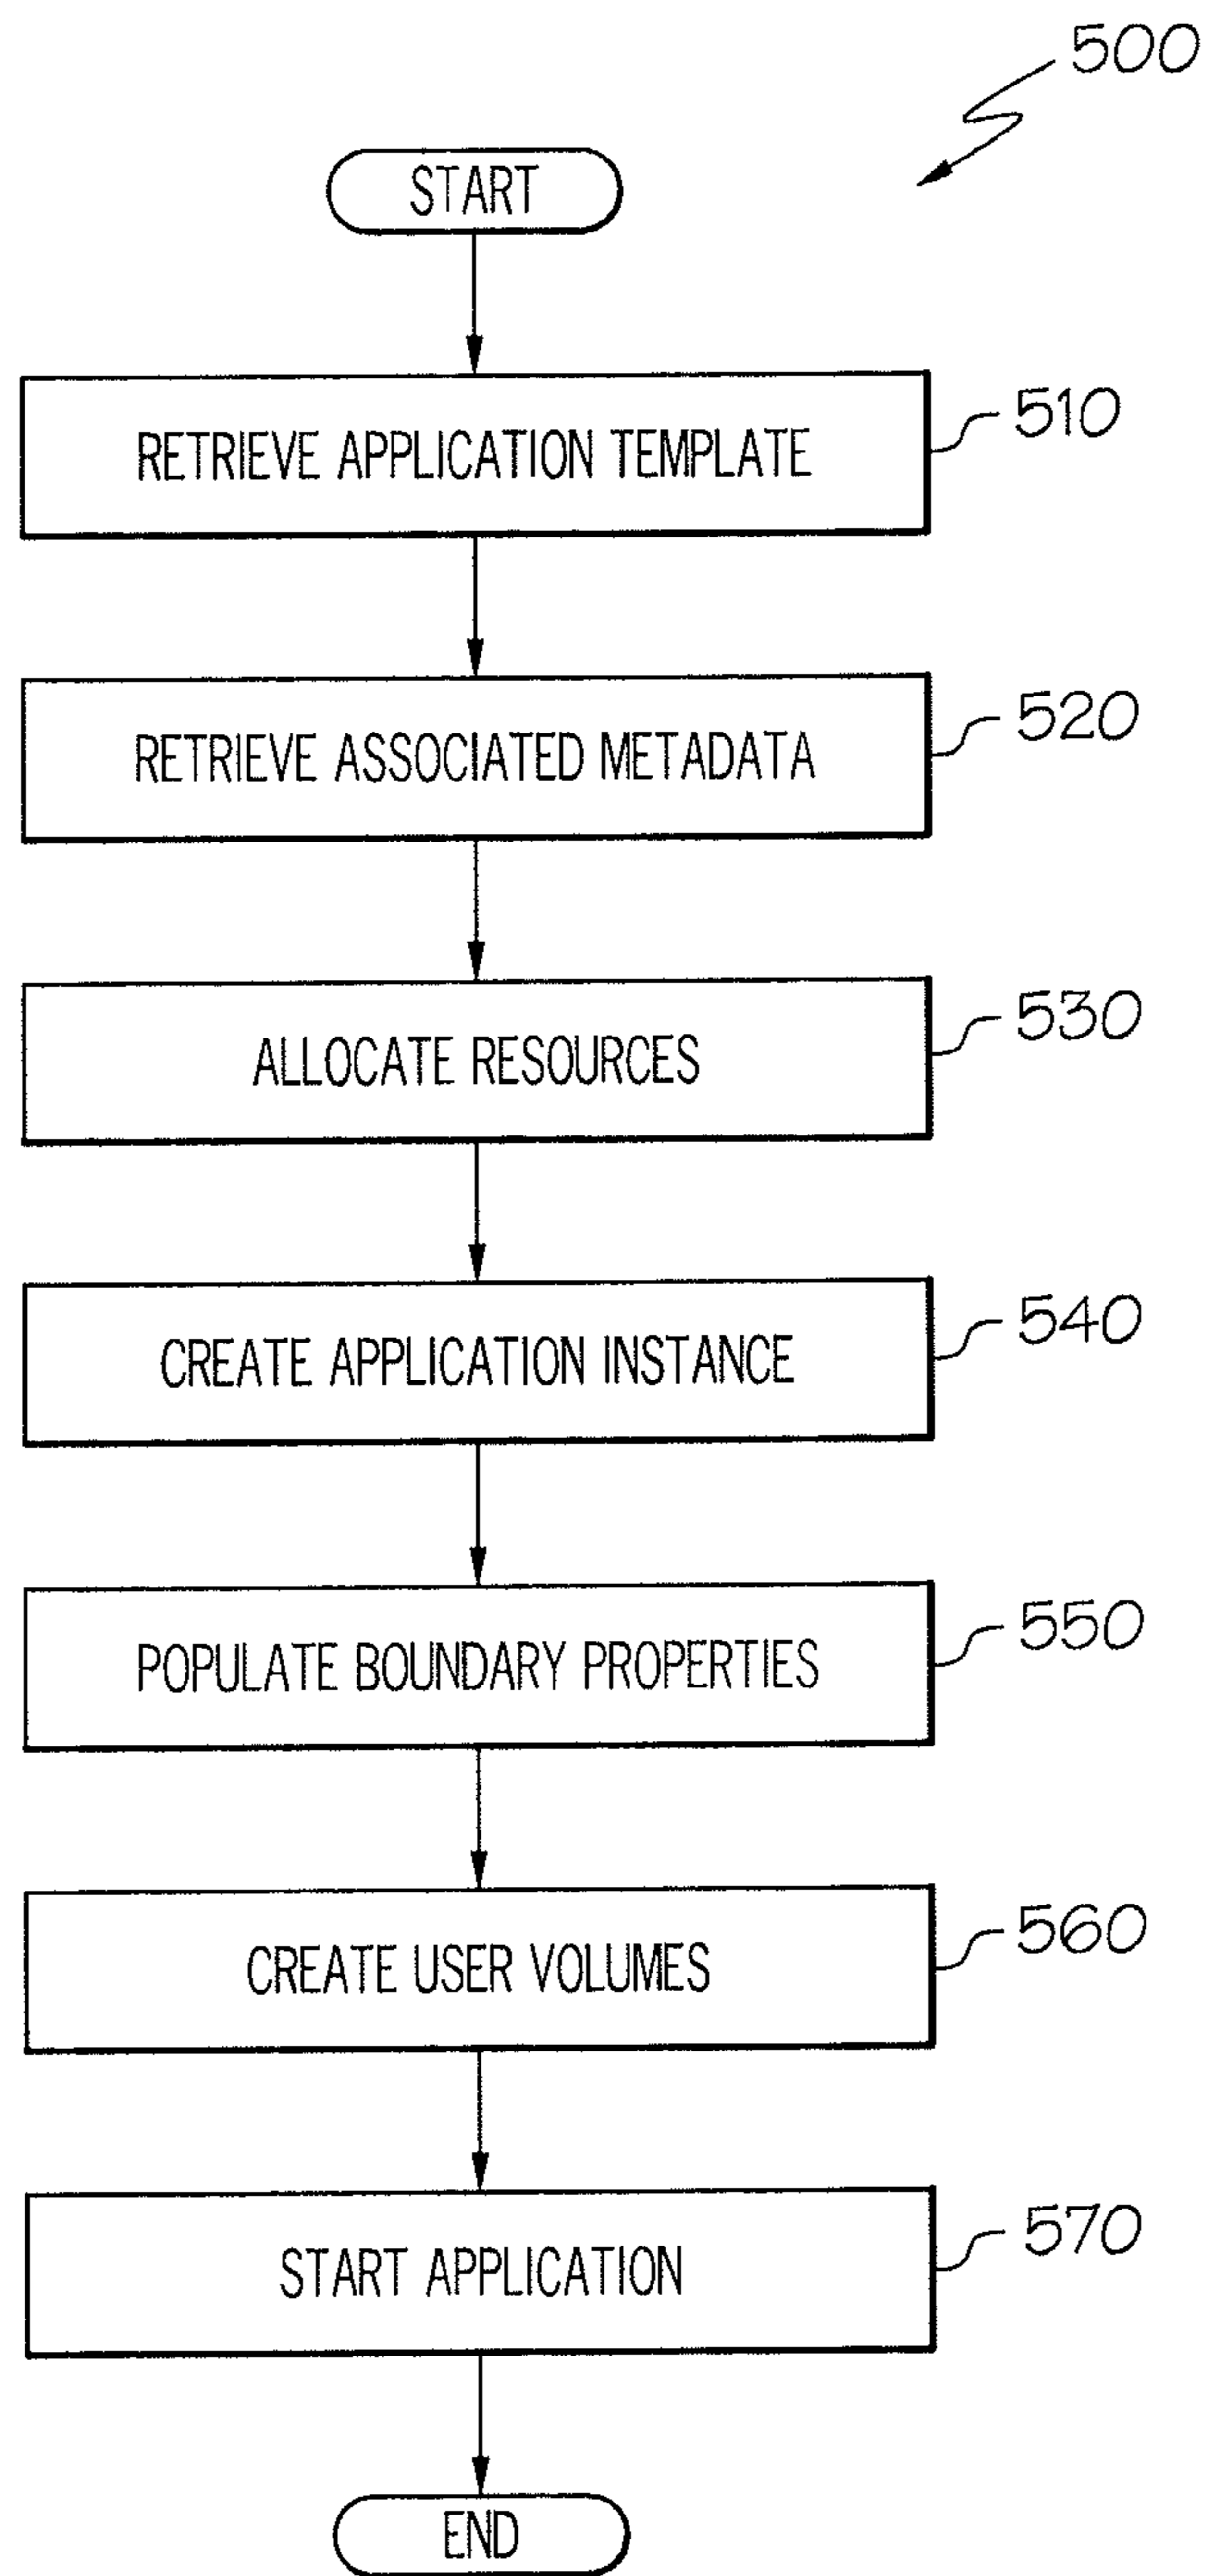 500
START
RETRIEVE APPLICATION TEMPLATE
510
RETRIEVE ASSOCIATED METADATA
520
ALLOCATE RESOURCES
530
CREATE APPLICATION INSTANCE
540
POPULATE BOUNDARY PROPERTIES
550
CREATE USER VOLUMES
560
START APPLICATION
570
END